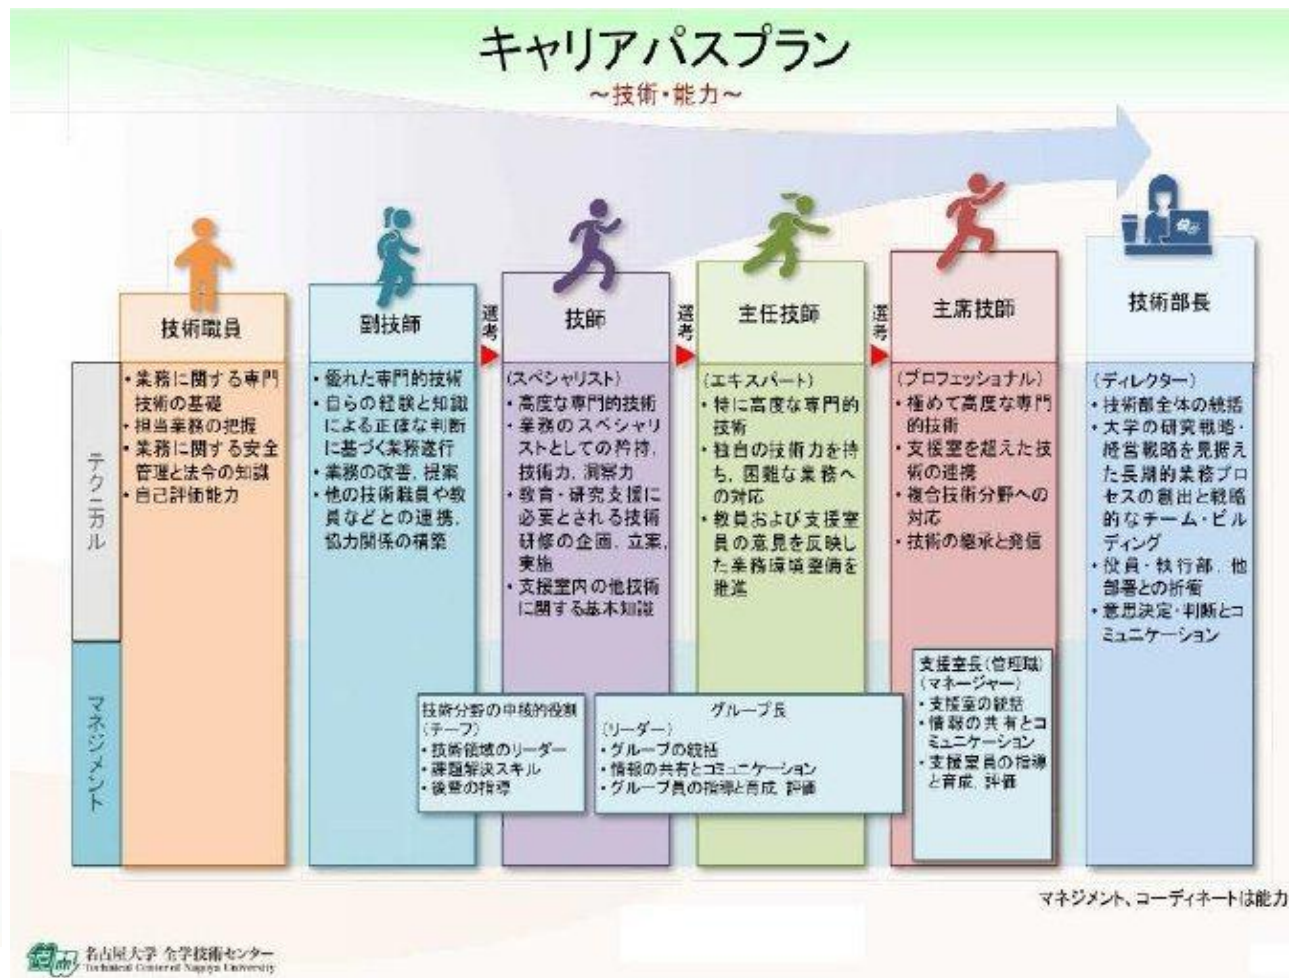 キャリアパスプラン
～技術・能力～
技術職員
副技師
選考
技師
選考
主任技師
選考
主席技師
技術部長
テクニカル
・業務に関する専門
技術の基礎
・担当業務の把握
・業務に関する安全
管理と法令の知識
・自己評価能力
・優れた専門的技術
・自らの経験と知識
による正確な判断
に基づく業務遂行
・業務の改善、提案
・他の技術職員や教
員などとの連携、
協力関係の構築
(スペシャリスト)
・高度な専門的技術
・業務のスペシャリ
ストとしての矜持、
技術力、洞察力
・教育・研究支援に
必要とされる技術
研修の企画、立案、
実施
・支援室内の他技術
に関する基本知識
(エキスパート)
・特に高度な専門的
技術
・独自の技術力を持
ち、困難な業務へ
の対応
・教員および支援室
員の意見を反映し
た業務環境整備を
推進
(プロフェッショナル)
・極めて高度な専門
的技術
・支援室を超えた技
術の連携
・複合技術分野への
対応
・技術の継承と発信
(ディレクター)
・技術部全体の統括
・大学の研究戦略・
経営戦略を見据え
た長期的業務プロ
セスの創出と戦略
的なチーム・ビル
ディング
・役員・執行部、他
部署との折衝
・意思決定・判断とコ
ミュニケーション
マネジメント
技術分野の中核的役割
(チーフ)
・技術領域のリーダー
・課題解決スキル
・後輩の指導
グループ長
(リーダー)
・グループの統括
・情報の共有とコミュニケーション
・グループ員の指導と育成、評価
支援室長(管理職)
(マネージャー)
・支援室の統括
・情報の共有とコ
ミュニケーション
・支援室員の指導
と育成、評価
マネジメント、コーディネートは能力
名古屋大学 全学技術センター
Technical Center of Nagoya University